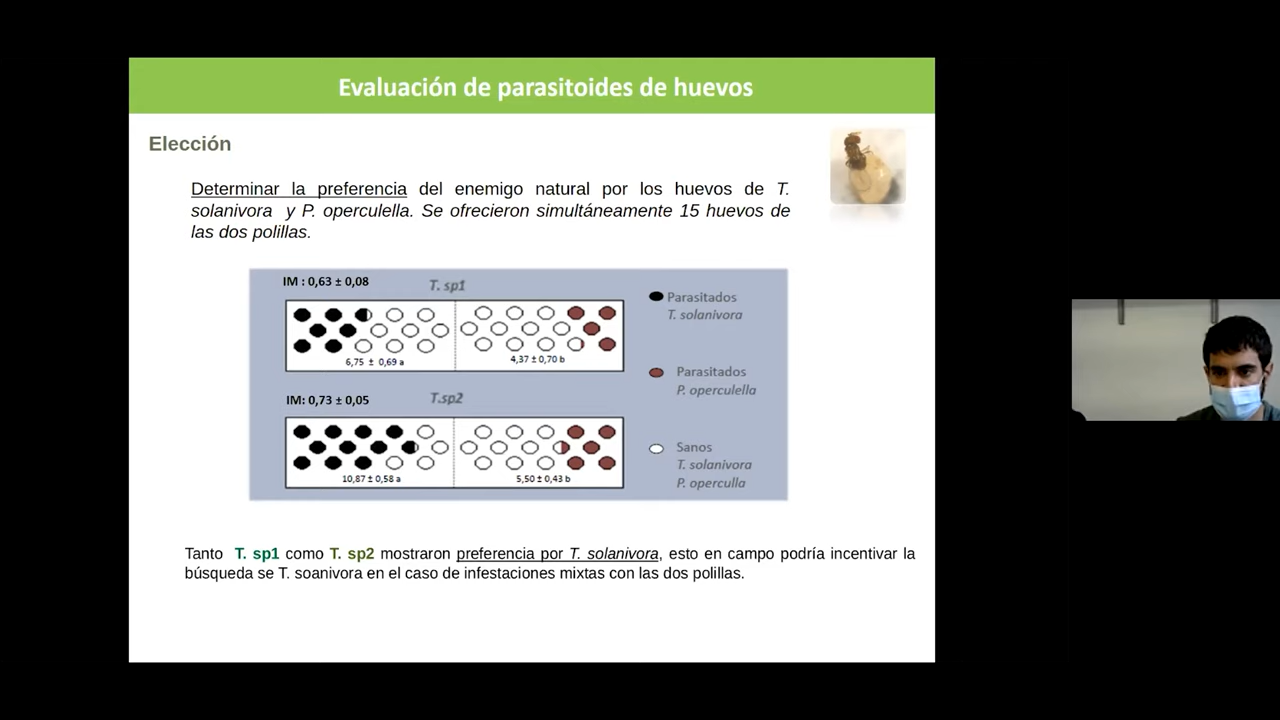 Evaluación de parasitoides de huevos
Elección
Determinar la preferencia del enemigo natural por los huevos de T.
solanivora y P. operculella. Se ofrecieron simultáneamente 15 huevos de
las dos polillas.
IM : 0,63 ± 0,08
T. sp1
6,75 ± 0,69 a
4,37 ± 0,70 b
IM: 0,73 ± 0,05
T.sp2
10,87 ± 0,58 a
5,50 ± 0,43 b
Parasitados
T. solanivora
Parasitados
P. operculella
Sanos
T. solanivora
P. operculla
Tanto T. sp1 como T. sp2 mostraron preferencia por T. solanivora, esto en campo podría incentivar la
búsqueda se T. soanivora en el caso de infestaciones mixtas con las dos polillas.